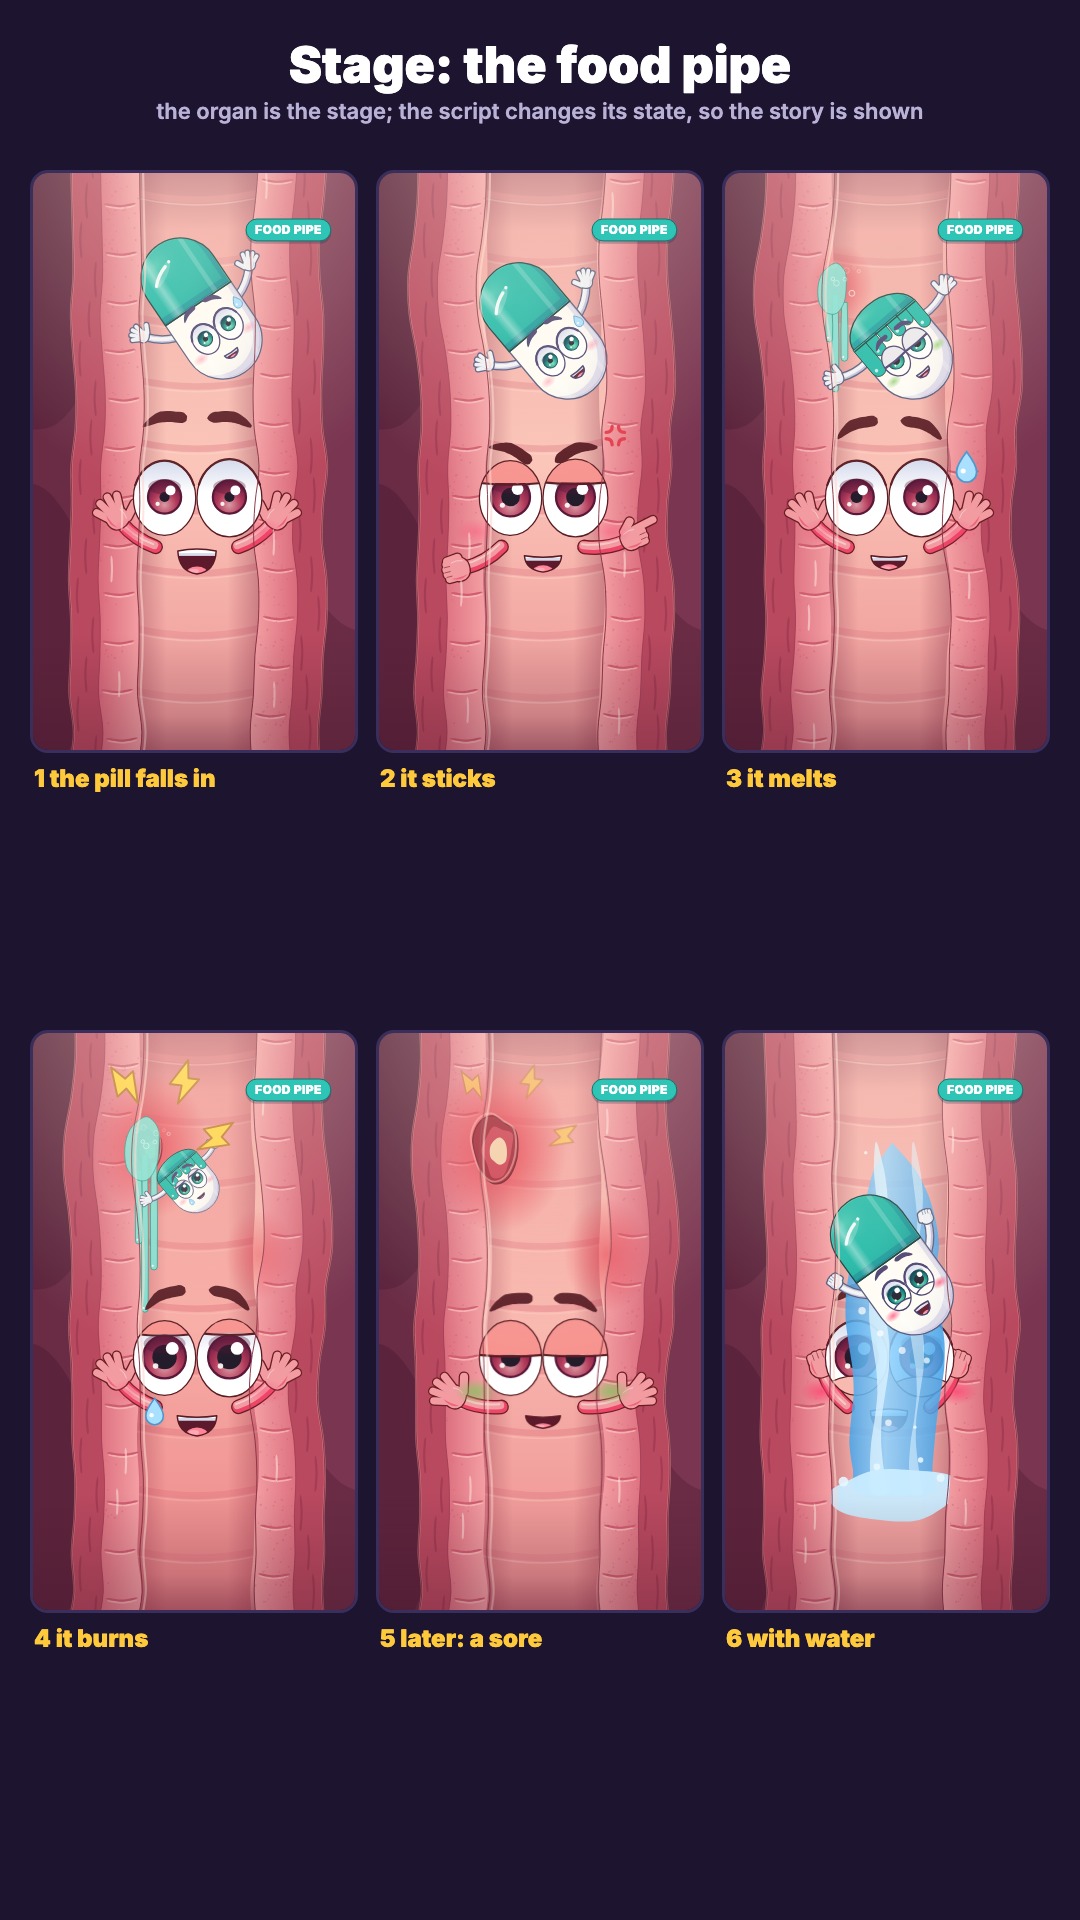 Stage: the food pipe
the organ is the stage; the script changes its state, so the story is shown
FOOD PIPE
FOOD PIPE
FOOD PIPE
1 the pill falls in
2 it sticks
3 it melts
FOOD PIPE
FOOD PIPE
FOOD PIPE
4 it burns
5 later: a sore
6 with water